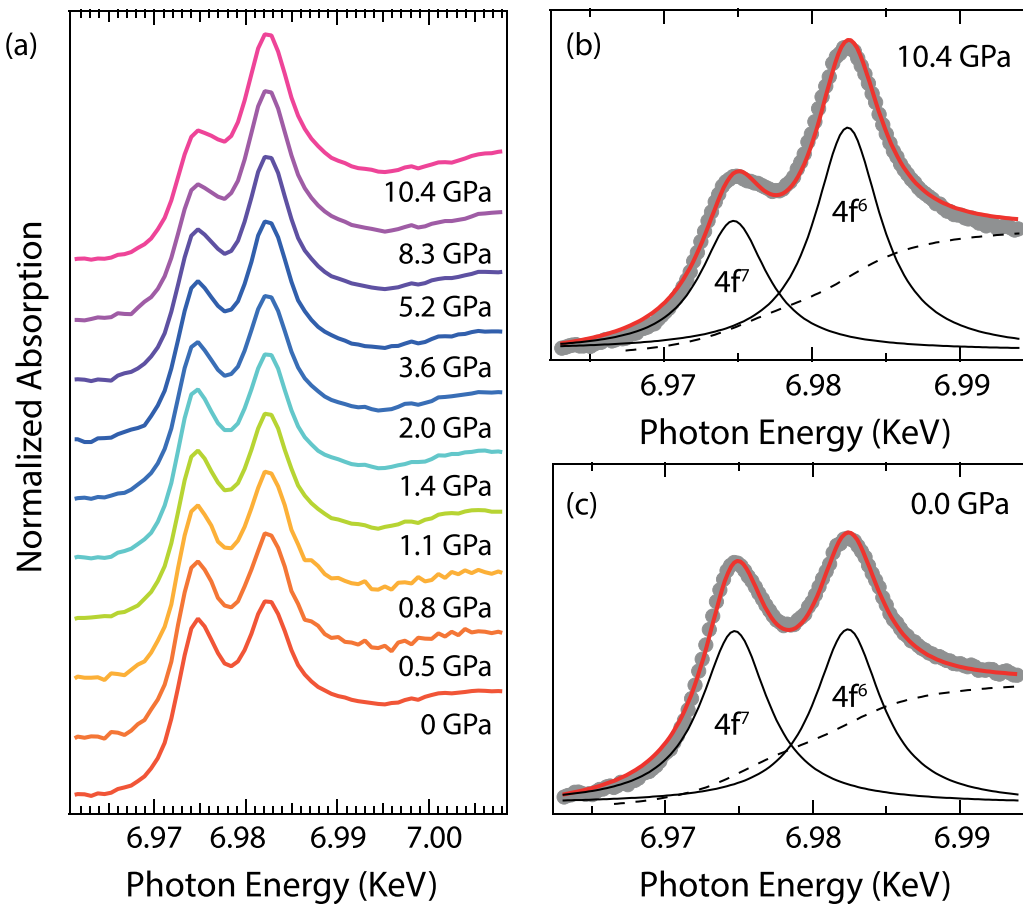 (a)
Normalized Absorption
10.4 GPa
8.3 GPa
5.2 GPa
3.6 GPa
2.0 GPa
1.4 GPa
1.1 GPa
0.8 GPa
0.5 GPa
0 GPa
6.97 6.98 6.99 7.00
Photon Energy (KeV)
(b)
10.4 GPa
4f⁶
4f⁷
6.97 6.98 6.99
Photon Energy (KeV)
(c)
0.0 GPa
4f⁶
4f⁷
6.97 6.98 6.99
Photon Energy (KeV)